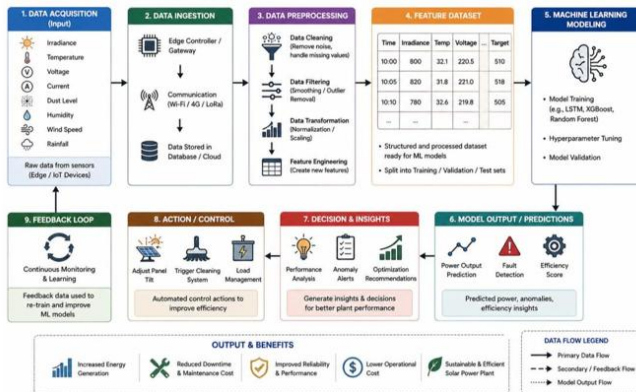 1. DATA ACQUISITION
(Input)
Irradiance
Temperature
V
Voltage
A
Current
Dust Level
Humidity
Wind Speed
Rainfall
Raw data from sensors
(Edge / IoT Devices)
2. DATA INGESTION
Edge Controller /
Gateway
Communication
(Wi-Fi / 4G / LoRa)
Data Stored in
Database / Cloud
3. DATA PREPROCESSING
Data Cleaning
(Remove noise,
handle missing values)
Data Filtering
(Smoothing / Outlier
Removal)
Data Transformation
(Normalization /
Scaling)
Feature Engineering
(Create new features)
4. FEATURE DATASET
Time Irradiance Temp Voltage ... Target
10:00 800 32.1 220.5 510
10:05 820 31.8 221.0 518
10:10 780 32.6 219.8 505
... ... ... ... ...
• Structured and processed dataset
ready for ML models
• Split into Training / Validation / Test sets
5. MACHINE LEARNING
MODELING
• Model Training
(e.g., LSTM, XGBoost,
Random Forest)
• Hyperparameter Tuning
• Model Validation
9. FEEDBACK LOOP
Continuous Monitoring
& Learning
Feedback data used
to re-train and improve
ML models
8. ACTION / CONTROL
Adjust Panel
Tilt
Trigger Cleaning
System
Load
Management
Automated control actions to
improve efficiency
7. DECISION & INSIGHTS
Performance
Analysis
Anomaly
Alerts
Optimization
Recommendations
Generate insights & decisions
for better plant performance
6. MODEL OUTPUT / PREDICTIONS
Power Output
Prediction
Fault
Detection
Efficiency
Score
Predicted power, anomalies,
efficiency insights
OUTPUT & BENEFITS
Increased Energy
Generation
Reduced Downtime
& Maintenance Cost
Improved Reliability
& Performance
$
Lower Operational
Cost
Sustainable & Efficient
Solar Power Plant
DATA FLOW LEGEND
Primary Data Flow
Secondary / Feedback Flow
Model Output Flow